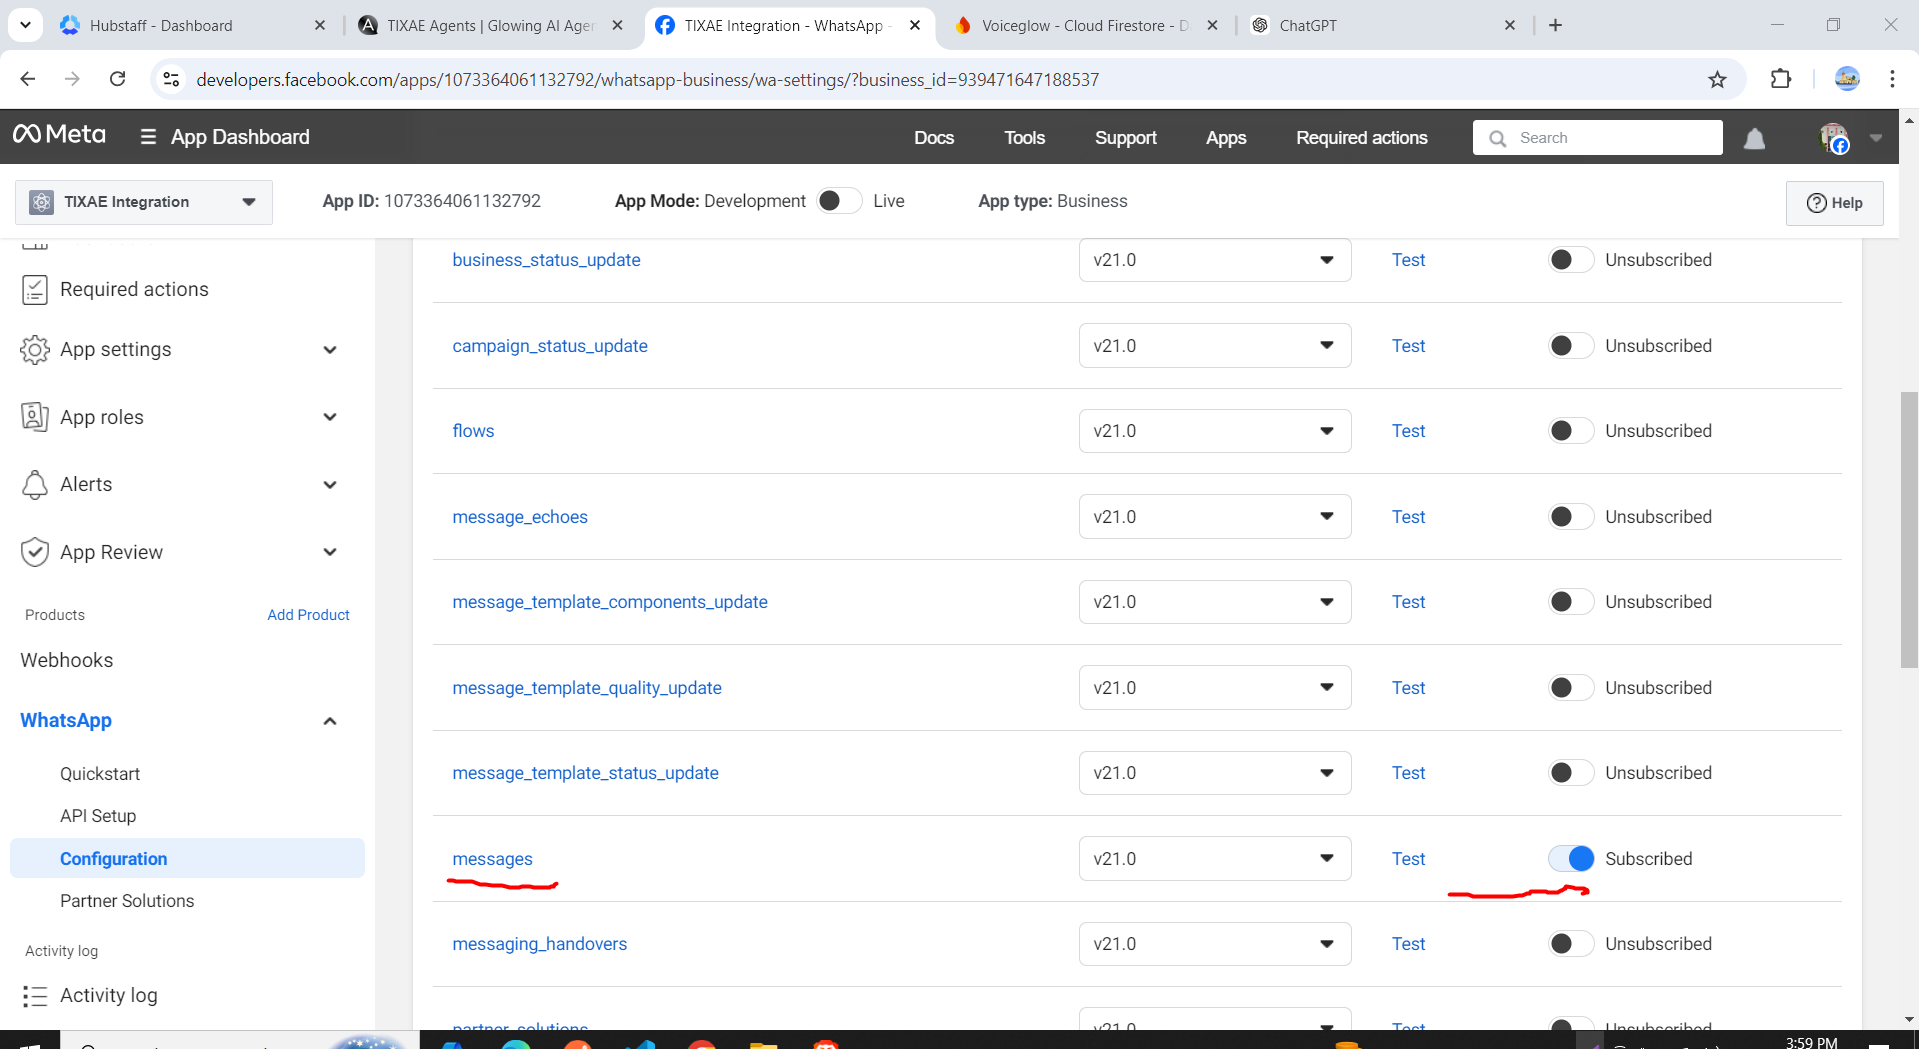 Hubstaff - Dashboard
TIXAE Agents | Glowing AI Agen
TIXAE Integration - WhatsApp -
Voiceglow - Cloud Firestore - D
ChatGPT
developers.facebook.com/apps/1073364061132792/whatsapp-business/wa-settings/?business_id=939471647188537
Meta
App Dashboard
Docs
Tools
Support
Apps
Required actions
Search
TIXAE Integration
App ID: 1073364061132792
App Mode: Development
Live
App type: Business
Help
Required actions
App settings
App roles
Alerts
App Review
Products
Add Product
Webhooks
WhatsApp
Quickstart
API Setup
Configuration
Partner Solutions
Activity log
Activity log
business_status_update v21.0 Test Unsubscribed
campaign_status_update v21.0 Test Unsubscribed
flows v21.0 Test Unsubscribed
message_echoes v21.0 Test Unsubscribed
message_template_components_update v21.0 Test Unsubscribed
message_template_quality_update v21.0 Test Unsubscribed
message_template_status_update v21.0 Test Unsubscribed
messages v21.0 Test Subscribed
messaging_handovers v21.0 Test Unsubscribed
partner_solutions v21.0 Test Unsubscribed
3:59 PM